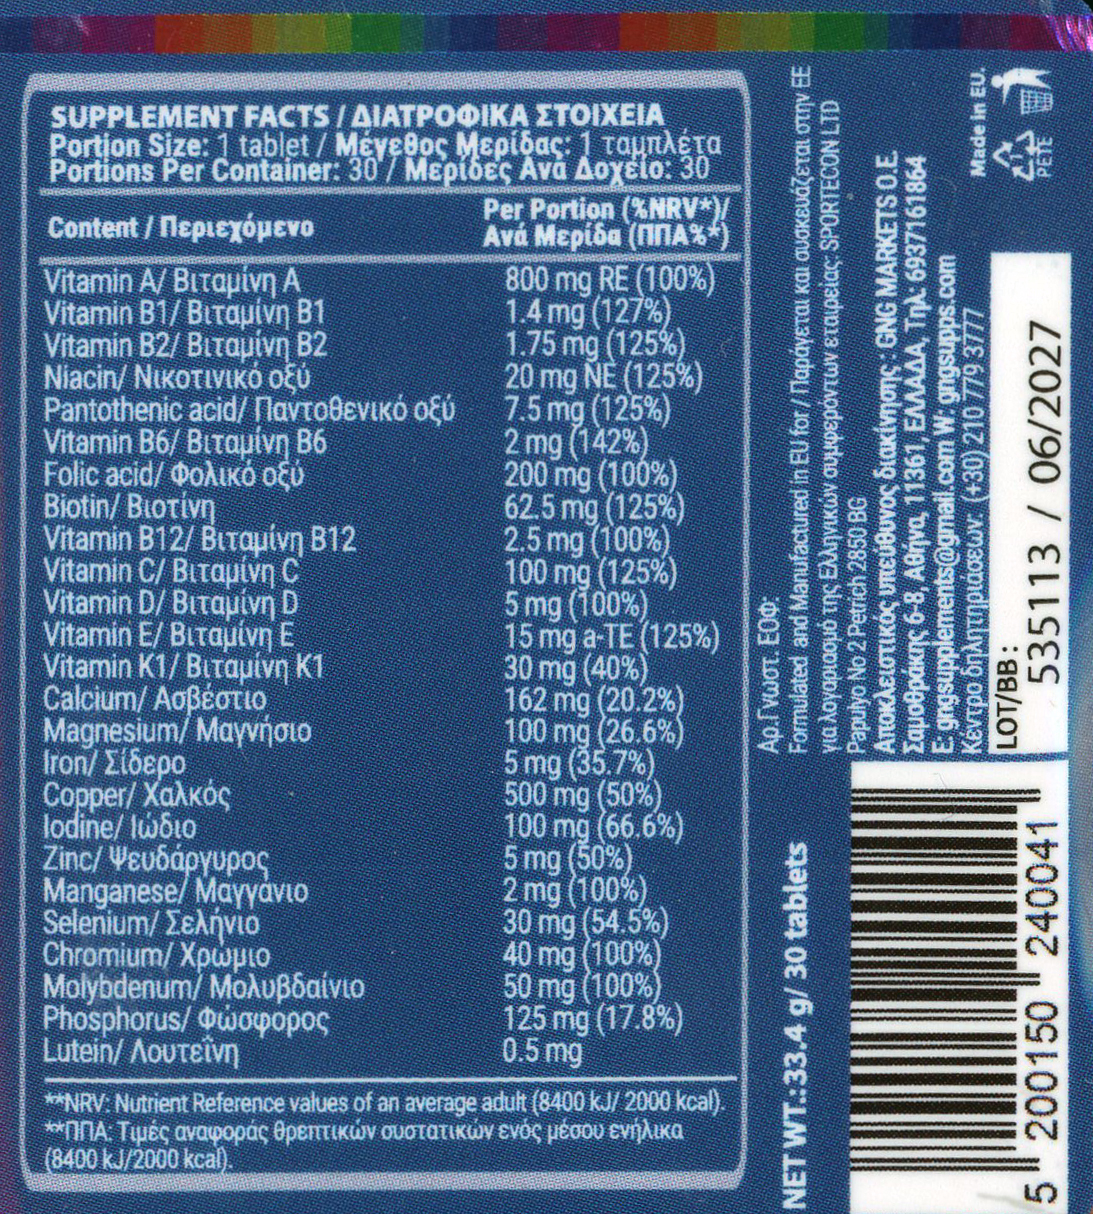 SUPPLEMENT FACTS / ΔΙΑΤΡΟΦΙΚΑ ΣΤΟΙΧΕΙΑ
Portion Size: 1 tablet / Μέγεθος Μερίδας: 1 ταμπλέτα
Portions Per Container: 30 / Μερίδες Ανά Δοχείο: 30
Content / Περιεχόμενο
Per Portion (%NRV*)/
Ανά Μερίδα (ΠΠΑ%*)
Vitamin A/ Βιταμίνη A 800 mg RE (100%)
Vitamin B1/ Βιταμίνη B1 1.4 mg (127%)
Vitamin B2/ Βιταμίνη B2 1.75 mg (125%)
Niacin/ Νικοτινικό οξύ 20 mg NE (125%)
Pantothenic acid/ Παντοθενικό οξύ 7.5 mg (125%)
Vitamin B6/ Βιταμίνη B6 2 mg (142%)
Folic acid/ Φολικό οξύ 200 mg (100%)
Biotin/ Βιοτίνη 62.5 mg (125%)
Vitamin B12/ Βιταμίνη B12 2.5 mg (100%)
Vitamin C/ Βιταμίνη C 100 mg (125%)
Vitamin D/ Βιταμίνη D 5 mg (100%)
Vitamin E/ Βιταμίνη E 15 mg a-TE (125%)
Vitamin K1/ Βιταμίνη K1 30 mg (40%)
Calcium/ Ασβέστιο 162 mg (20.2%)
Magnesium/ Μαγνήσιο 100 mg (26.6%)
Iron/ Σίδερο 5 mg (35.7%)
Copper/ Χαλκός 500 mg (50%)
Iodine/ Ιώδιο 100 mg (66.6%)
Zinc/ Ψευδάργυρος 5 mg (50%)
Manganese/ Μαγγάνιο 2 mg (100%)
Selenium/ Σελήνιο 30 mg (54.5%)
Chromium/ Χρώμιο 40 mg (100%)
Molybdenum/ Μολυβδαίνιο 50 mg (100%)
Phosphorus/ Φώσφορος 125 mg (17.8%)
Lutein/ Λουτεΐνη 0.5 mg
**NRV: Nutrient Reference values of an average adult (8400 kJ/ 2000 kcal).
**ΠΠΑ: Τιμές αναφοράς θρεπτικών συστατικών ενός μέσου ενήλικα
(8400 kJ/2000 kcal).
NET WT.:33.4 g/ 30 tablets
Αρ.Γνωστ. ΕΟΦ:
Formulated and Manufactured in EU for / Παράγεται και συσκευάζεται στην ΕΕ
για λογαριασμό της Ελληνικών συμφερόντων εταιρείας: SPORTECON LTD
Papulyo No 2 Petrich 2850 BG
Αποκλειστικός υπεύθυνος διακίνησης : GNG MARKETS O.E.
Σαμοθράκης 6-8, Αθήνα, 11361, ΕΛΛΑΔΑ, Τηλ: 6937161864
E: gngsupplements@gmail.com W: gngsupps.com
Κέντρο δηλητηριάσεων: (+30) 210 779 3777
Made in EU.
1
PETE
LOT/BB:
535113 / 06/2027
5 200150 240041